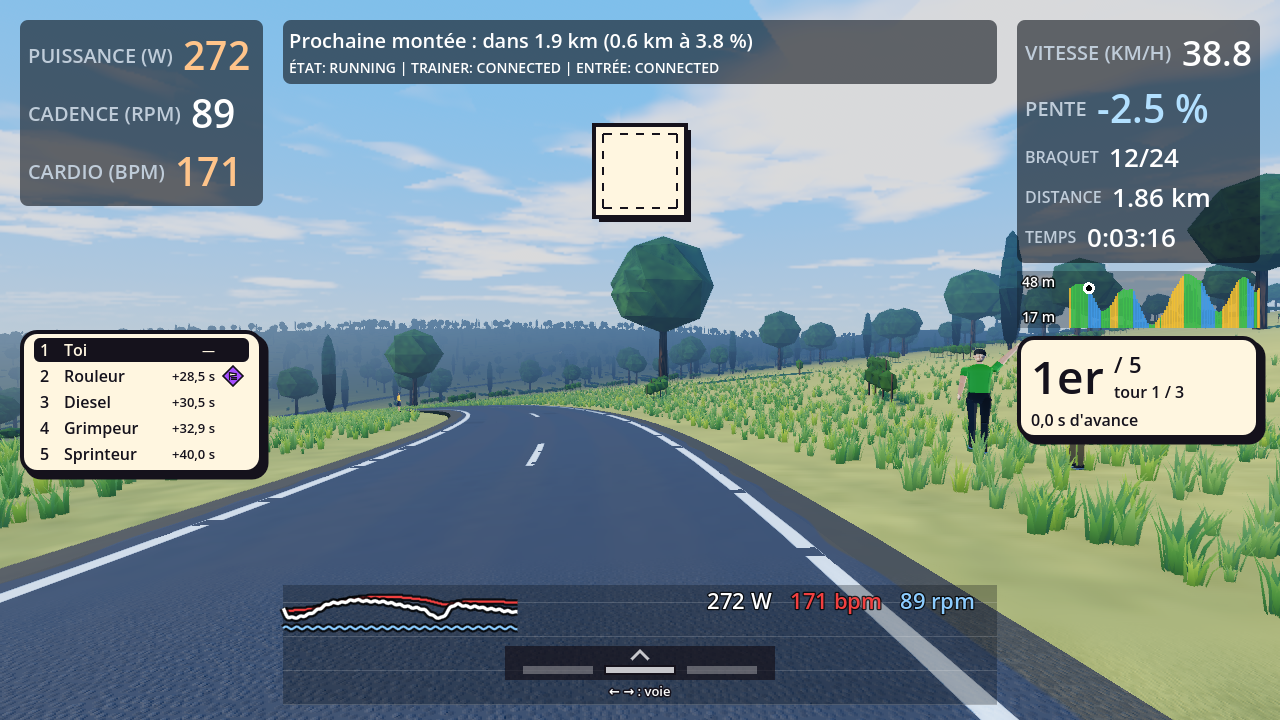 PUISSANCE (W) 272
CADENCE (RPM) 89
CARDIO (BPM) 171
Prochaine montée : dans 1.9 km (0.6 km à 3.8 %)
ÉTAT: RUNNING | TRAINER: CONNECTED | ENTRÉE: CONNECTED
VITESSE (KM/H) 38.8
PENTE -2.5 %
BRAQUET 12/24
DISTANCE 1.86 km
TEMPS 0:03:16
48 m
17 m
1 Toi —
2 Rouleur +28,5 s
3 Diesel +30,5 s
4 Grimpeur +32,9 s
5 Sprinteur +40,0 s
1er / 5
tour 1 / 3
0,0 s d'avance
272 W 171 bpm 89 rpm
← → : voie